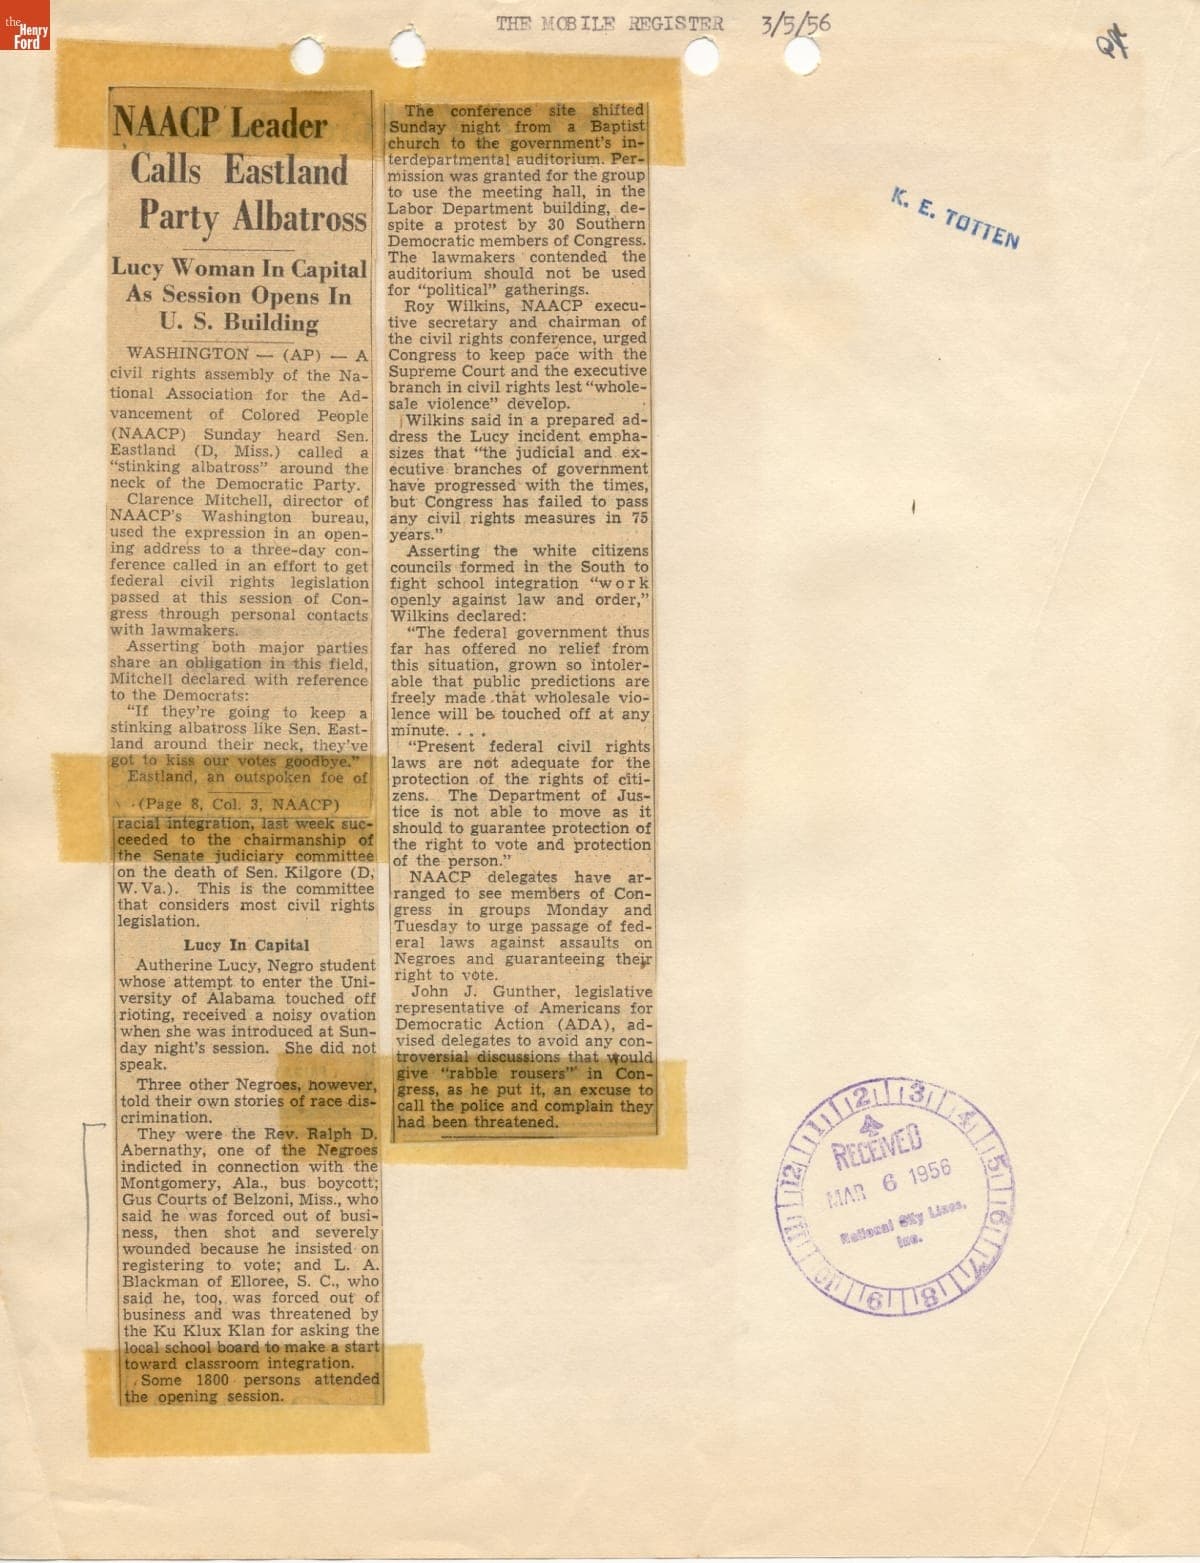 the
Henry
Ford
THE MOBILE REGISTER 3/5/56
K. E. TOTTEN
NAACP Leader
Calls Eastland
Party Albatross
Lucy Woman In Capital
As Session Opens In
U. S. Building
WASHINGTON — (AP) — A
civil rights assembly of the Na-
tional Association for the Ad-
vancement of Colored People
(NAACP) Sunday heard Sen.
Eastland (D, Miss.) called a
"stinking albatross" around the
neck of the Democratic Party.
Clarence Mitchell, director of
NAACP's Washington bureau,
used the expression in an open-
ing address to a three-day con-
ference called in an effort to get
federal civil rights legislation
passed at this session of Con-
gress through personal contacts
with lawmakers.
Asserting both major parties
share an obligation in this field,
Mitchell declared with reference
to the Democrats:
"If they're going to keep a
stinking albatross like Sen. East-
land around their neck, they've
got to kiss our votes goodbye."
Eastland, an outspoken foe of
(Page 8, Col. 3, NAACP)
racial integration, last week suc-
ceeded to the chairmanship of
the Senate judiciary committee
on the death of Sen. Kilgore (D,
W. Va.). This is the committee
that considers most civil rights
legislation.
Lucy In Capital
Autherine Lucy, Negro student
whose attempt to enter the Uni-
versity of Alabama touched off
rioting, received a noisy ovation
when she was introduced at Sun-
day night's session. She did not
speak.
Three other Negroes, however,
told their own stories of race dis-
crimination.
They were the Rev. Ralph D.
Abernathy, one of the Negroes
indicted in connection with the
Montgomery, Ala., bus boycott;
Gus Courts of Belzoni, Miss., who
said he was forced out of busi-
ness, then shot and severely
wounded because he insisted on
registering to vote; and L. A.
Blackman of Elloree, S. C., who
said he, too, was forced out of
business and was threatened by
the Ku Klux Klan for asking the
local school board to make a start
toward classroom integration.
Some 1800 persons attended
the opening session.
The conference site shifted
Sunday night from a Baptist
church to the government's in-
terdepartmental auditorium. Per-
mission was granted for the group
to use the meeting hall, in the
Labor Department building, de-
spite a protest by 30 Southern
Democratic members of Congress.
The lawmakers contended the
auditorium should not be used
for "political" gatherings.
Roy Wilkins, NAACP execu-
tive secretary and chairman of
the civil rights conference, urged
Congress to keep pace with the
Supreme Court and the executive
branch in civil rights lest "whole-
sale violence" develop.
Wilkins said in a prepared ad-
dress the Lucy incident empha-
sizes that "the judicial and ex-
ecutive branches of government
have progressed with the times,
but Congress has failed to pass
any civil rights measures in 75
years."
Asserting the white citizens
councils formed in the South to
fight school integration "work
openly against law and order,"
Wilkins declared:
"The federal government thus
far has offered no relief from
this situation, grown so intoler-
able that public predictions are
freely made that wholesale vio-
lence will be touched off at any
minute. . . .
"Present federal civil rights
laws are not adequate for the
protection of the rights of citi-
zens. The Department of Jus-
tice is not able to move as it
should to guarantee protection of
the right to vote and protection
of the person."
NAACP delegates have ar-
ranged to see members of Con-
gress in groups Monday and
Tuesday to urge passage of fed-
eral laws against assaults on
Negroes and guaranteeing their
right to vote.
John J. Gunther, legislative
representative of Americans for
Democratic Action (ADA), ad-
vised delegates to avoid any con-
troversial discussions that would
give "rabble rousers" in Con-
gress, as he put it, an excuse to
call the police and complain they
had been threatened.
12 1 2 3 4 5 6 7 8 9 10 11
RECEIVED
MAR 6 1956
National City Lines,
Inc.